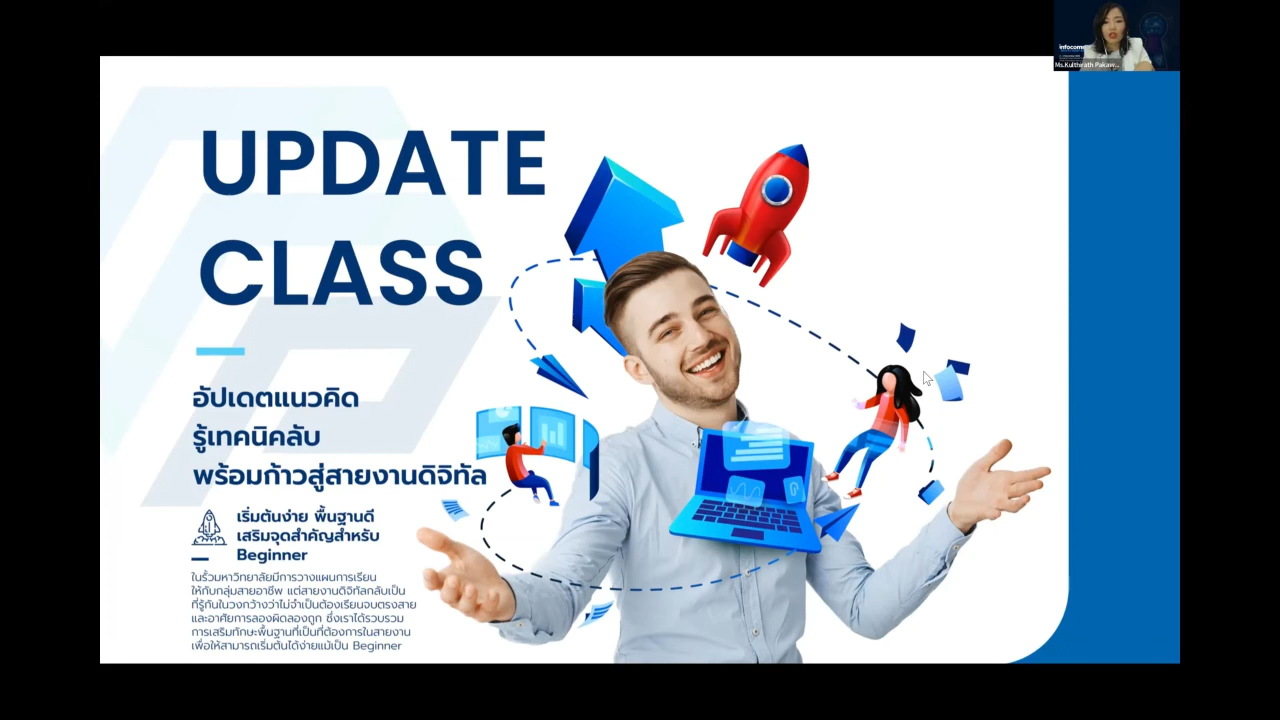 infocomm
Ms.Kulthirath Pakaw...
UPDATE
CLASS
อัปเดตแนวคิด
รู้เทคนิคลับ
พร้อมก้าวสู่สายงานดิจิทัล
เริ่มต้นง่าย พื้นฐานดี
เสริมจุดสำคัญสำหรับ
Beginner
ในรั้วมหาวิทยาลัยมีการวางแผนการเรียน
ให้กับกลุ่มสายอาชีพ แต่สายงานดิจิทัลกลับเป็น
ที่รู้กันในวงกว้างว่าไม่จำเป็นต้องเรียนจบตรงสาย
และอาศัยการลองผิดลองถูก ซึ่งเราได้รวบรวม
การเสริมทักษะพื้นฐานที่เป็นที่ต้องการในสายงาน
เพื่อให้สามารถเริ่มต้นได้ง่ายแม้เป็น Beginner